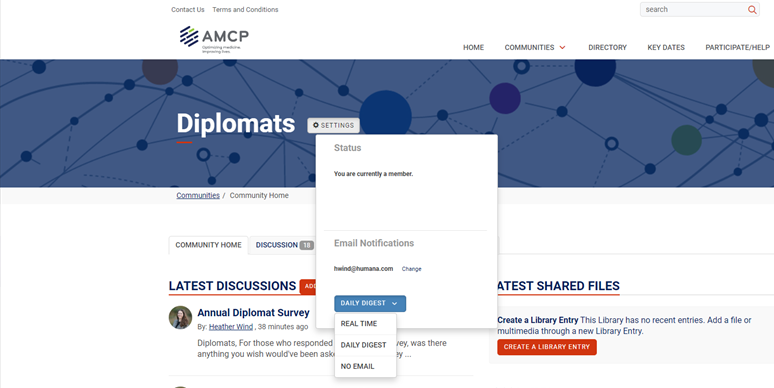 Contact Us Terms and Conditions
search
AMCP
Optimizing medicine.
Improving lives.
HOME COMMUNITIES DIRECTORY KEY DATES PARTICIPATE/HELP
Diplomats
SETTINGS
Status
You are currently a member.
Communities / Community Home
COMMUNITY HOME DISCUSSION 19
Email Notifications
hwind@humana.com Change
LATEST DISCUSSIONS
ATEST SHARED FILES
DAILY DIGEST
REAL TIME
DAILY DIGEST
NO EMAIL
Annual Diplomat Survey
By: Heather Wind , 38 minutes ago
Diplomats, For those who responded vey, was there
anything you wish would've been aske ey ...
Create a Library Entry This Library has no recent entries. Add a file or
multimedia through a new Library Entry.
CREATE A LIBRARY ENTRY